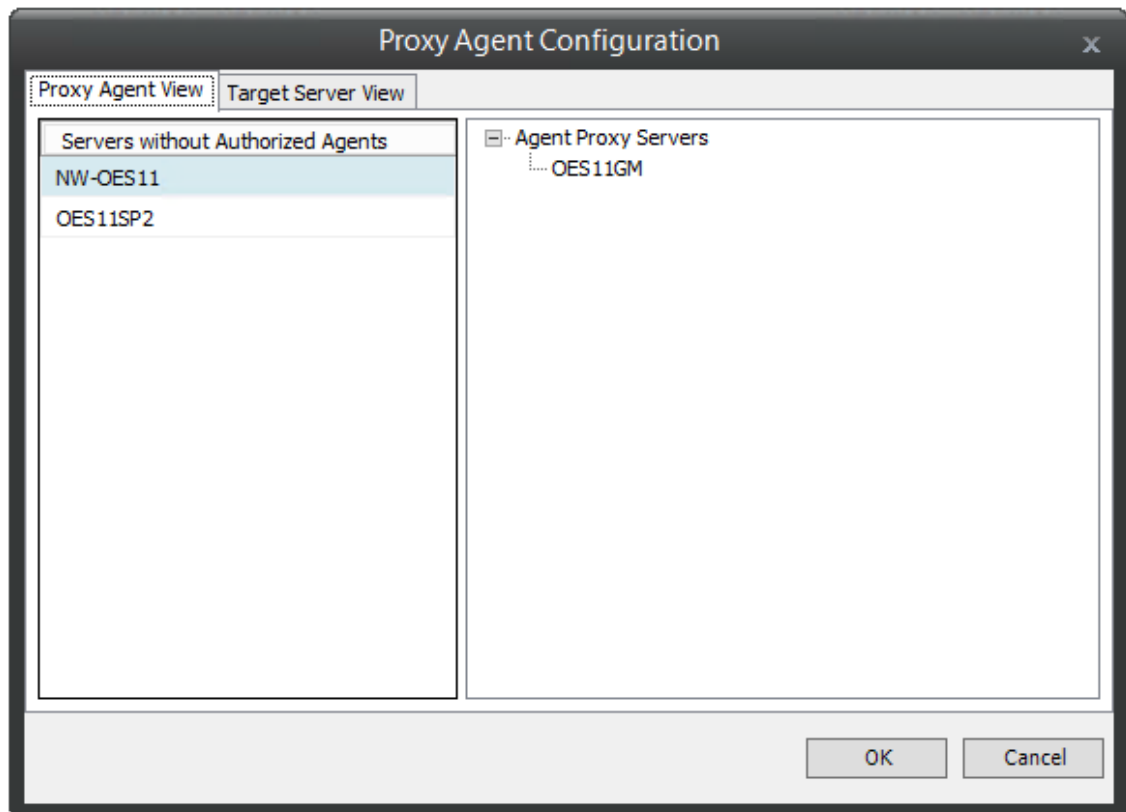 Proxy Agent Configuration
x
Proxy Agent View
Target Server View
Servers without Authorized Agents
NW-OES11
OES11SP2
Agent Proxy Servers
OES11GM
OK
Cancel